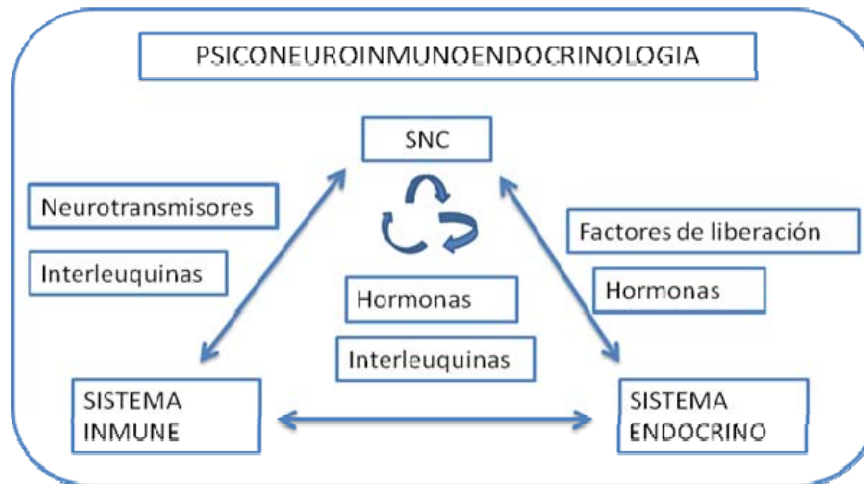 PSICONEUROINMUNOENDOCRINOLOGIA
SNC
Neurotransmisores
Interleuquinas
Factores de liberación
Hormonas
Hormonas
Interleuquinas
SISTEMA
INMUNE
SISTEMA
ENDOCRINO